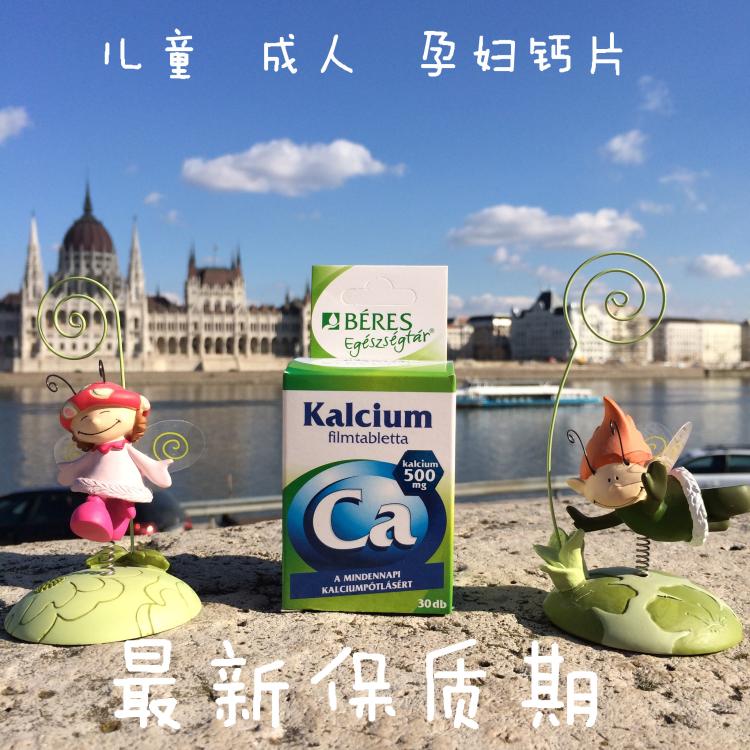 儿童 成人 孕妇钙片
BÉRES
Egészségtár®
Kalcium
filmtabletta
kalcium
500
mg
Ca
A MINDENNAPI
KALCIUMPÓTLÁSÉRT
30db
最新保质期